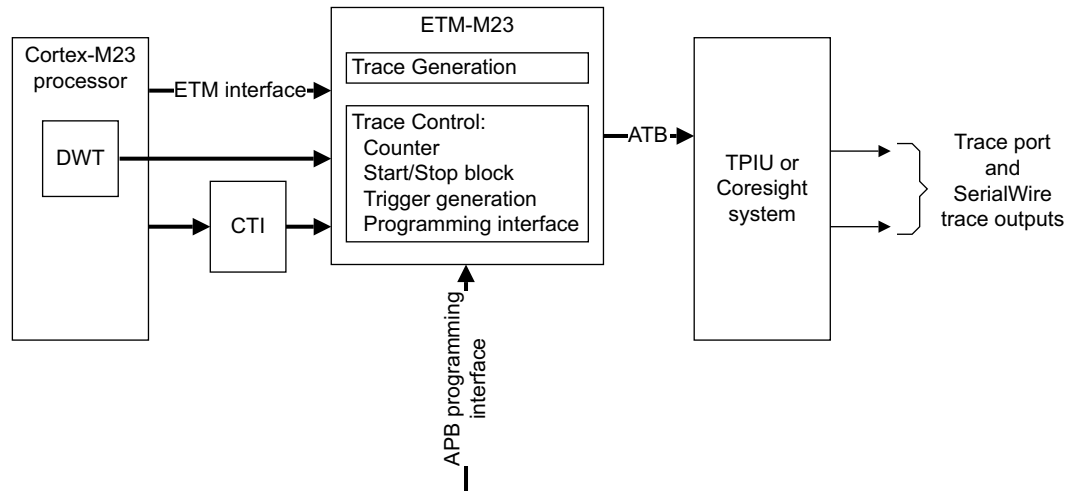 Cortex-M23
processor
DWT
ETM interface
CTI
ETM-M23
Trace Generation
Trace Control:
Counter
Start/Stop block
Trigger generation
Programming interface
APB programming
interface
ATB
TPIU or
Coresight
system
Trace port
and
SerialWire
trace outputs